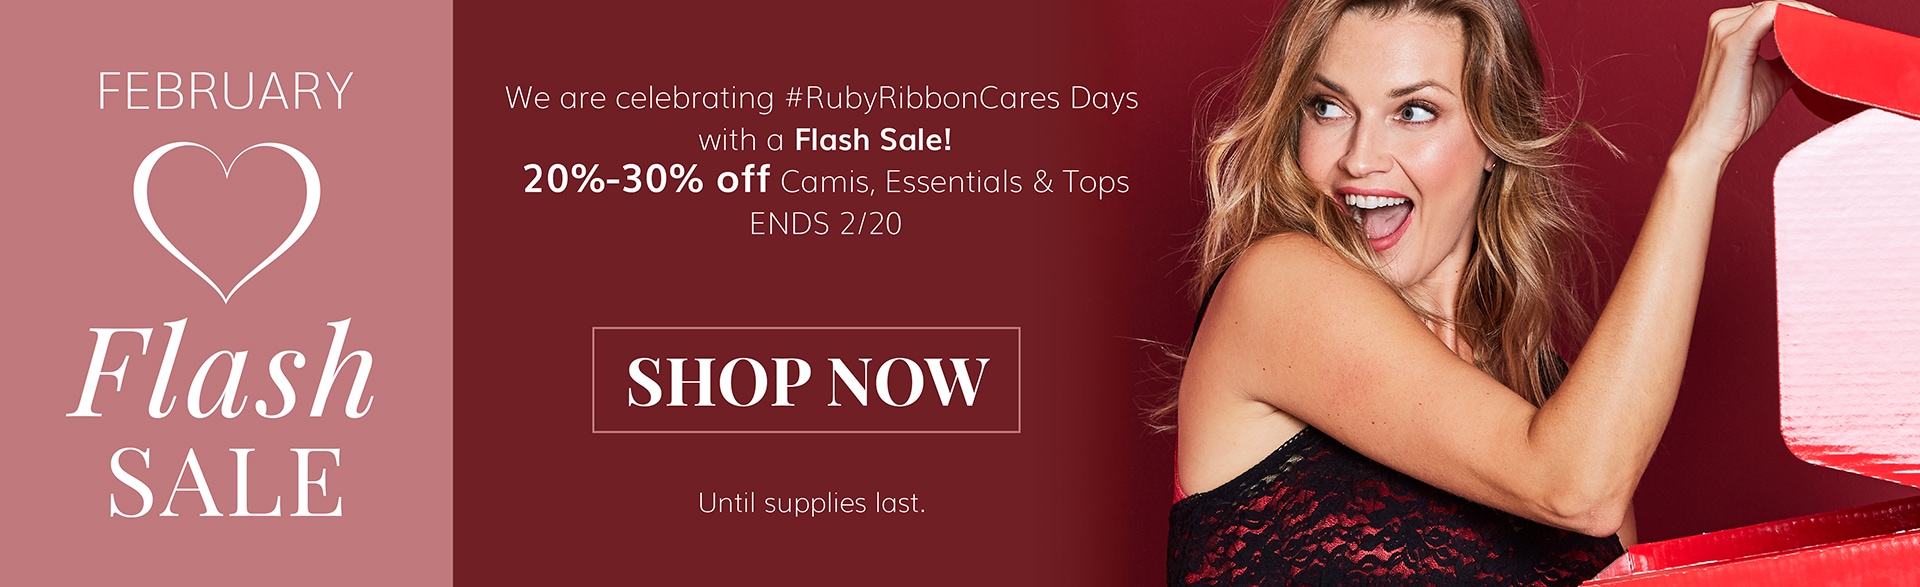 FEBRUARY
Flash
SALE
We are celebrating #RubyRibbonCares Days
with a Flash Sale!
20%-30% off Camis, Essentials & Tops
ENDS 2/20
SHOP NOW
Until supplies last.